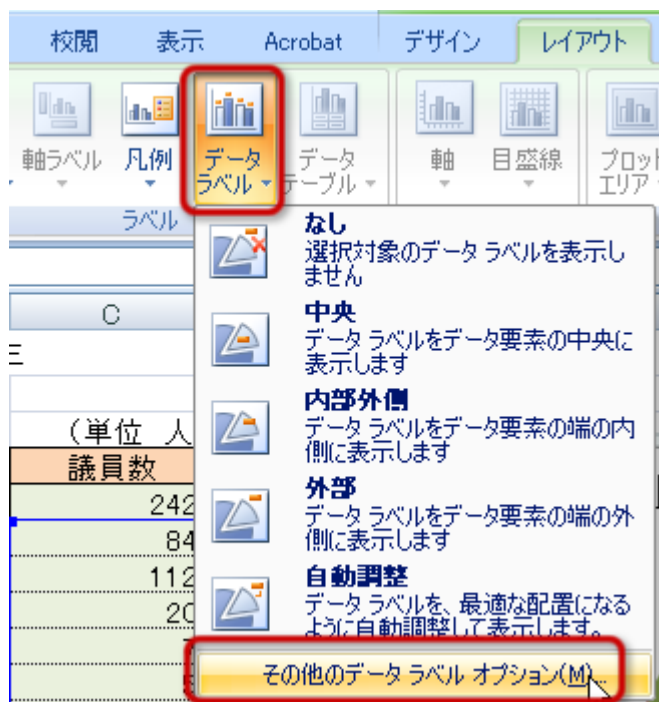 校閲 表示 Acrobat デザイン レイアウト
軸ラベル 凡例 データ ラベル データ テーブル 軸 目盛線 プロット エリア
ラベル
なし
選択対象のデータ ラベルを表示し
ません
中央
データ ラベルをデータ要素の中央に
表示します
内部外側
データ ラベルをデータ要素の端の内
側に表示します
外部
データ ラベルをデータ要素の端の外
側に表示します
自動調整
データ ラベルを、最適な配置になる
ように自動調整して表示します。
その他のデータ ラベル オプション(M)...
C
(単位 人
議員数
242
84
112
20